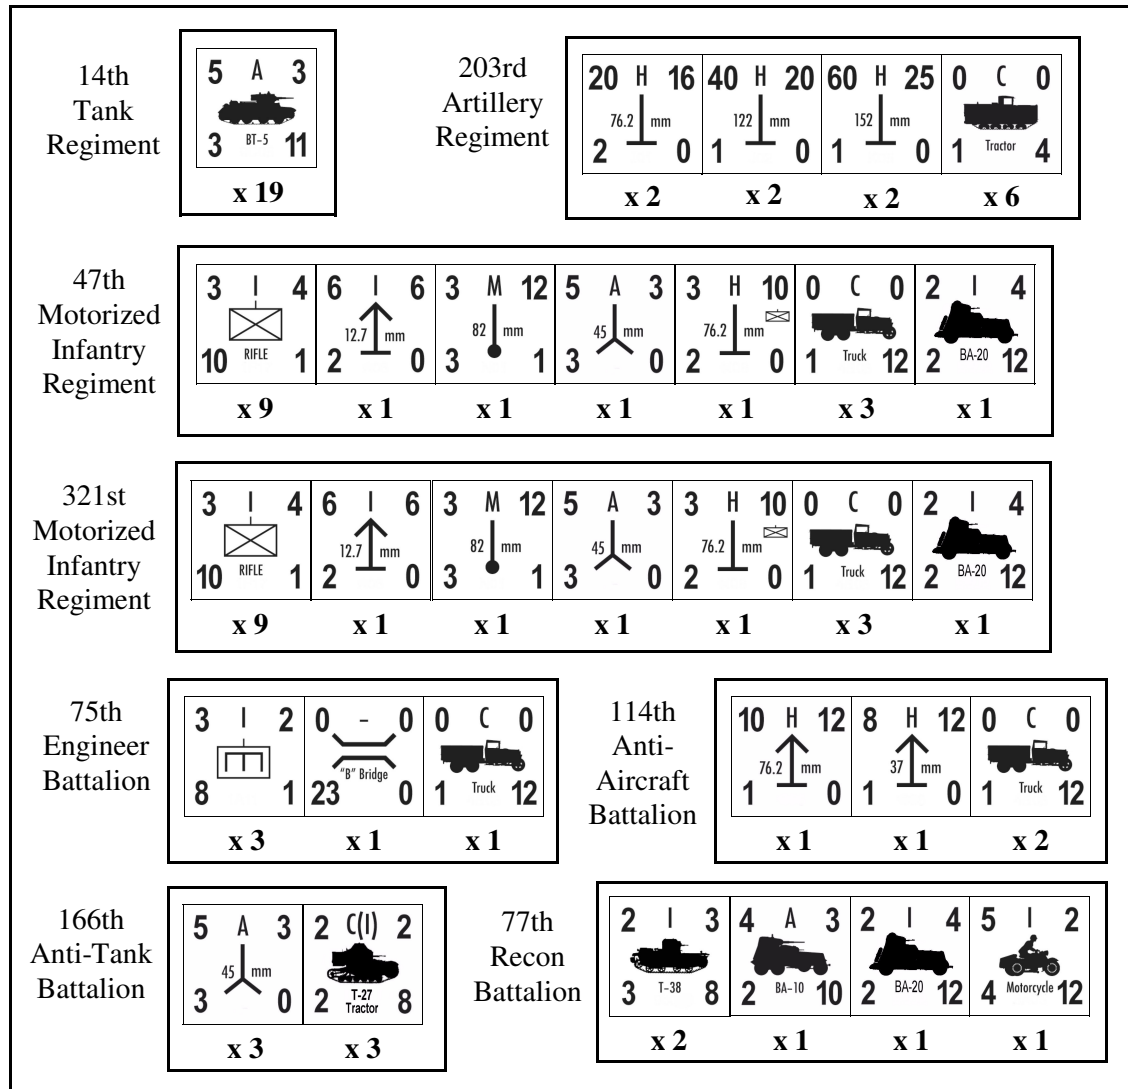 14th
Tank
Regiment
5 A 3
BT-5
3 11
x 19
203rd
Artillery
Regiment
20 H 16 40 H 20 60 H 25 0 C 0
76.2 mm 122 mm 152 mm
2 0 1 0 1 0 1 Tractor 4
x 2 x 2 x 2 x 6
47th
Motorized
Infantry
Regiment
3 I 4 6 I 6 3 M 12 5 A 3 3 H 10 0 C 0 2 I 4
12.7 mm 82 mm 45 mm 76.2 mm
10 RIFLE 1 2 0 3 1 3 0 2 0 1 Truck 12 2 BA-20 12
x 9 x 1 x 1 x 1 x 1 x 3 x 1
321st
Motorized
Infantry
Regiment
3 I 4 6 I 6 3 M 12 5 A 3 3 H 10 0 C 0 2 I 4
12.7 mm 82 mm 45 mm 76.2 mm
10 RIFLE 1 2 0 3 1 3 0 2 0 1 Truck 12 2 BA-20 12
x 9 x 1 x 1 x 1 x 1 x 3 x 1
75th
Engineer
Battalion
3 I 2 0 - 0 0 C 0
8 1 23 "B" Bridge 0 1 Truck 12
x 3 x 1 x 1
114th
Anti-
Aircraft
Battalion
10 H 12 8 H 12 0 C 0
76.2 mm 37 mm
1 0 1 0 1 Truck 12
x 1 x 1 x 2
166th
Anti-Tank
Battalion
5 A 3 2 C(I) 2
45 mm T-27
3 0 2 Tractor 8
x 3 x 3
77th
Recon
Battalion
2 I 3 4 A 3 2 I 4 5 I 2
3 T-38 8 2 BA-10 10 2 BA-20 12 4 Motorcycle 12
x 2 x 1 x 1 x 1